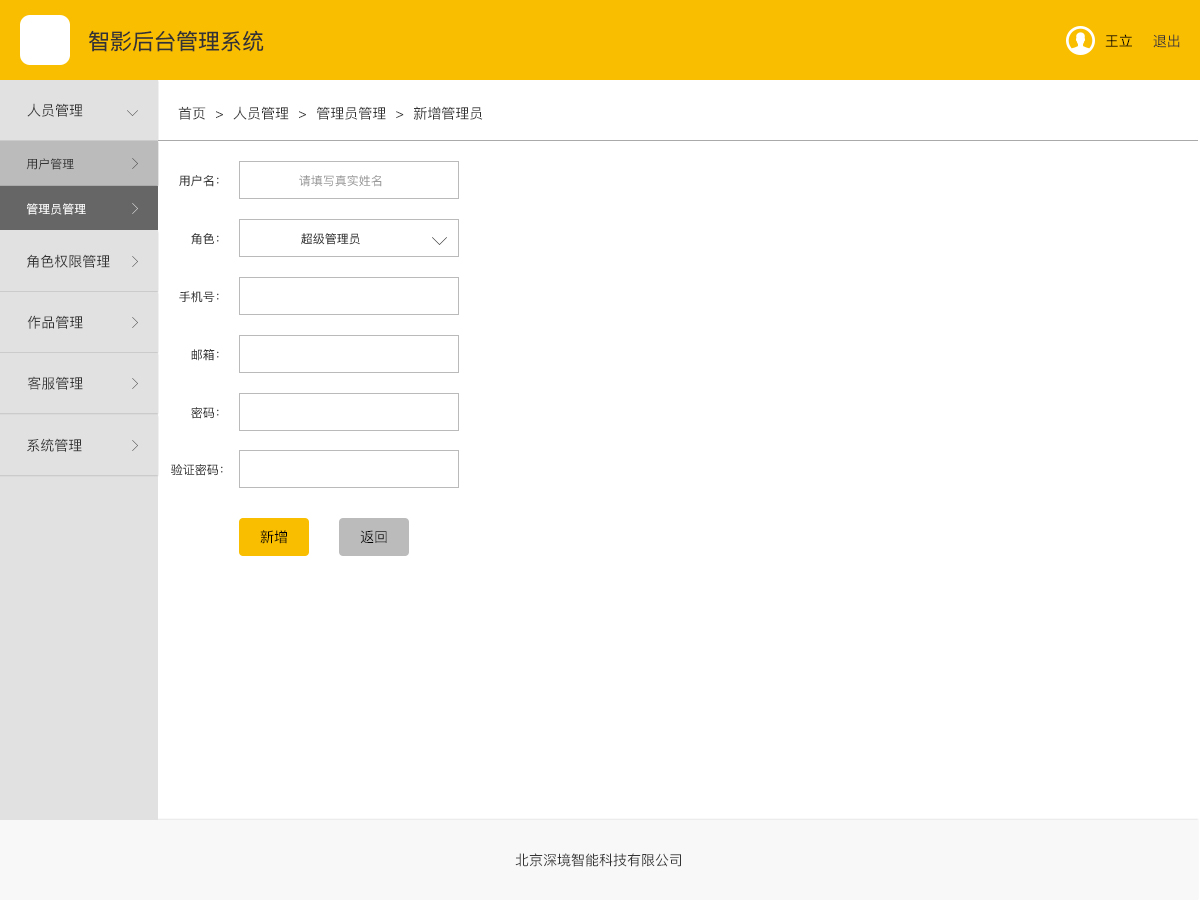 智影后台管理系统
王立
退出
人员管理
首页 > 人员管理 > 管理员管理 > 新增管理员
用户管理
管理员管理
角色权限管理
作品管理
客服管理
系统管理
用户名： 请填写真实姓名
角色： 超级管理员
手机号：
邮箱：
密码：
验证密码：
新增
返回
北京深境智能科技有限公司